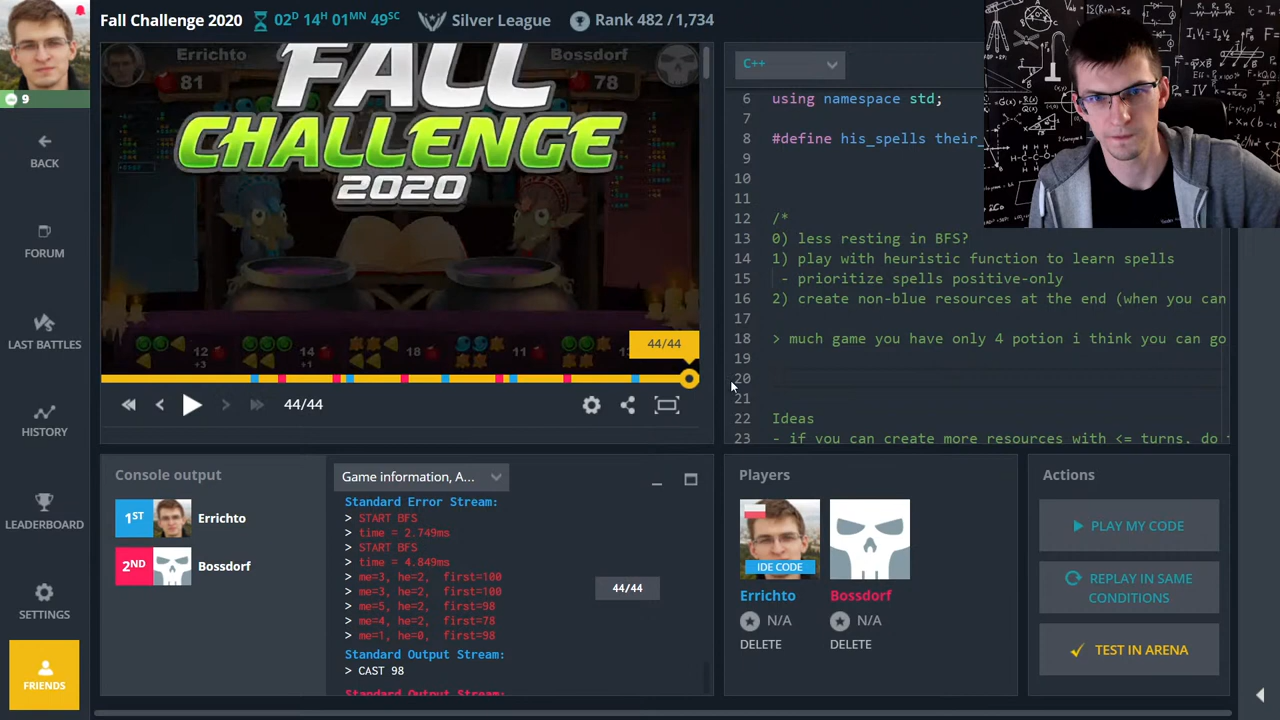 Fall Challenge 2020
02D 14H 01MN 49SC
Silver League
Rank 482 / 1,734
9
BACK
FORUM
LAST BATTLES
HISTORY
LEADERBOARD
SETTINGS
FRIENDS
Errichto
81
Bossdorf
78
FALL
CHALLENGE
2020
12
+3
14
+1
18
11
44/44
44/44
C++
6 using namespace std;
7
8 #define his_spells their_
9
10
11
12 /*
13 0) less resting in BFS?
14 1) play with heuristic function to learn spells
15 - prioritize spells positive-only
16 2) create non-blue resources at the end (when you can
17
18 > much game you have only 4 potion i think you can go
19
20
21
22 Ideas
23 - if you can create more resources with <= turns, do
Console output
1ST Errichto
2ND Bossdorf
Game information, A...
Standard Error Stream:
> START BFS
> time = 2.749ms
> START BFS
> time = 4.849ms
> me=3, he=2, first=100
> me=3, he=2, first=100
> me=5, he=2, first=98
> me=4, he=2, first=78
> me=1, he=0, first=98
Standard Output Stream:
> CAST 98
Standard Output Stream:
44/44
Players
IDE CODE
Errichto
N/A
DELETE
Bossdorf
N/A
DELETE
Actions
PLAY MY CODE
REPLAY IN SAME CONDITIONS
TEST IN ARENA